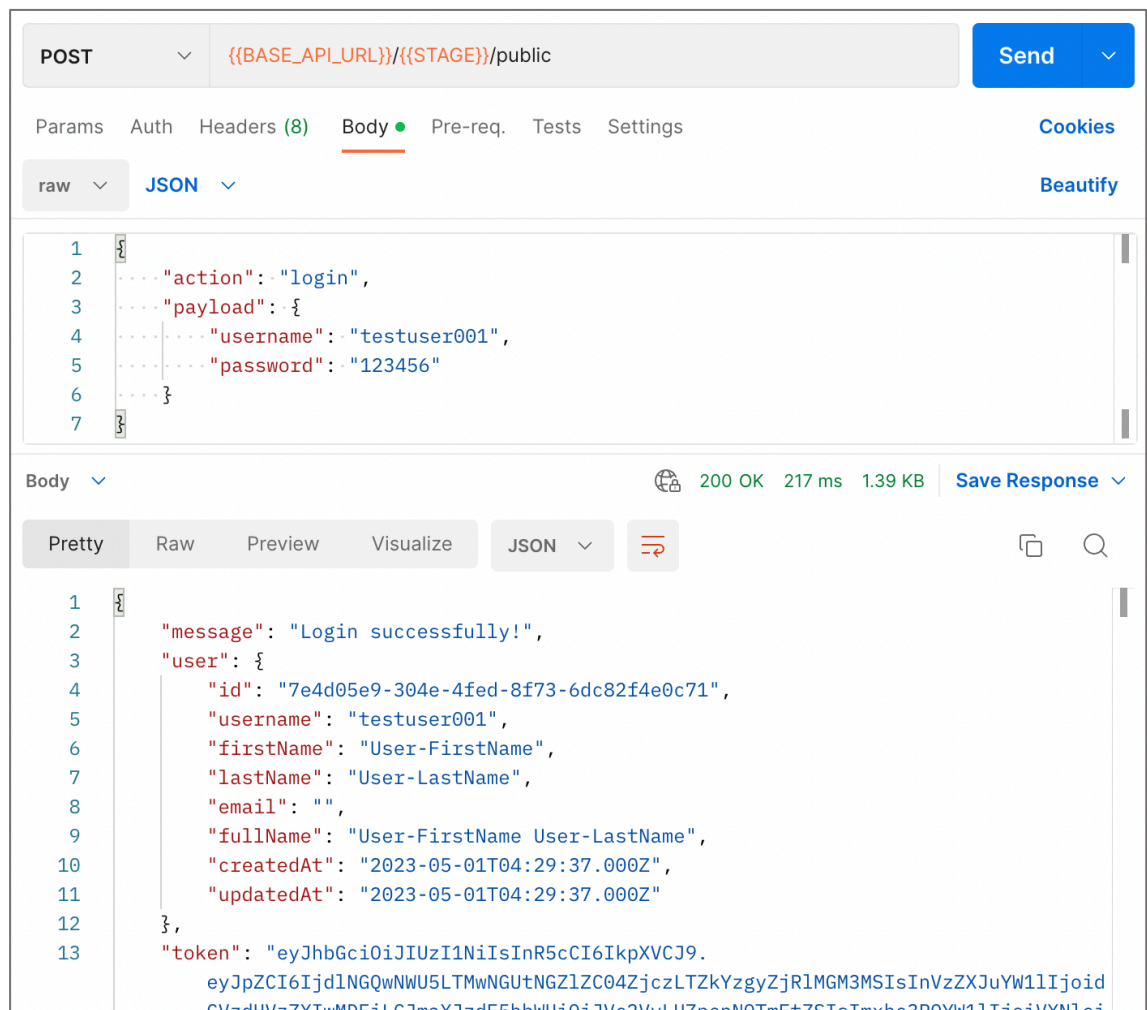 POST {{BASE_API_URL}}/{{STAGE}}/public Send
Params Auth Headers (8) Body Pre-req. Tests Settings Cookies
raw JSON Beautify
1 {
2 "action": "login",
3 "payload": {
4 "username": "testuser001",
5 "password": "123456"
6 }
7 }
Body 200 OK 217 ms 1.39 KB Save Response
Pretty Raw Preview Visualize JSON
1 {
2 "message": "Login successfully!",
3 "user": {
4 "id": "7e4d05e9-304e-4fed-8f73-6dc82f4e0c71",
5 "username": "testuser001",
6 "firstName": "User-FirstName",
7 "lastName": "User-LastName",
8 "email": "",
9 "fullName": "User-FirstName User-LastName",
10 "createdAt": "2023-05-01T04:29:37.000Z",
11 "updatedAt": "2023-05-01T04:29:37.000Z"
12 },
13 "token": "eyJhbGciOiJIUzI1NiIsInR5cCI6IkpXVCJ9.
eyJpZCI6IjdlNGQwNWU5LTMwNGUtNGZlZC04ZjczLTZkYzgyZjRlMGM3MSIsInVzZXJuYW1lIjoid